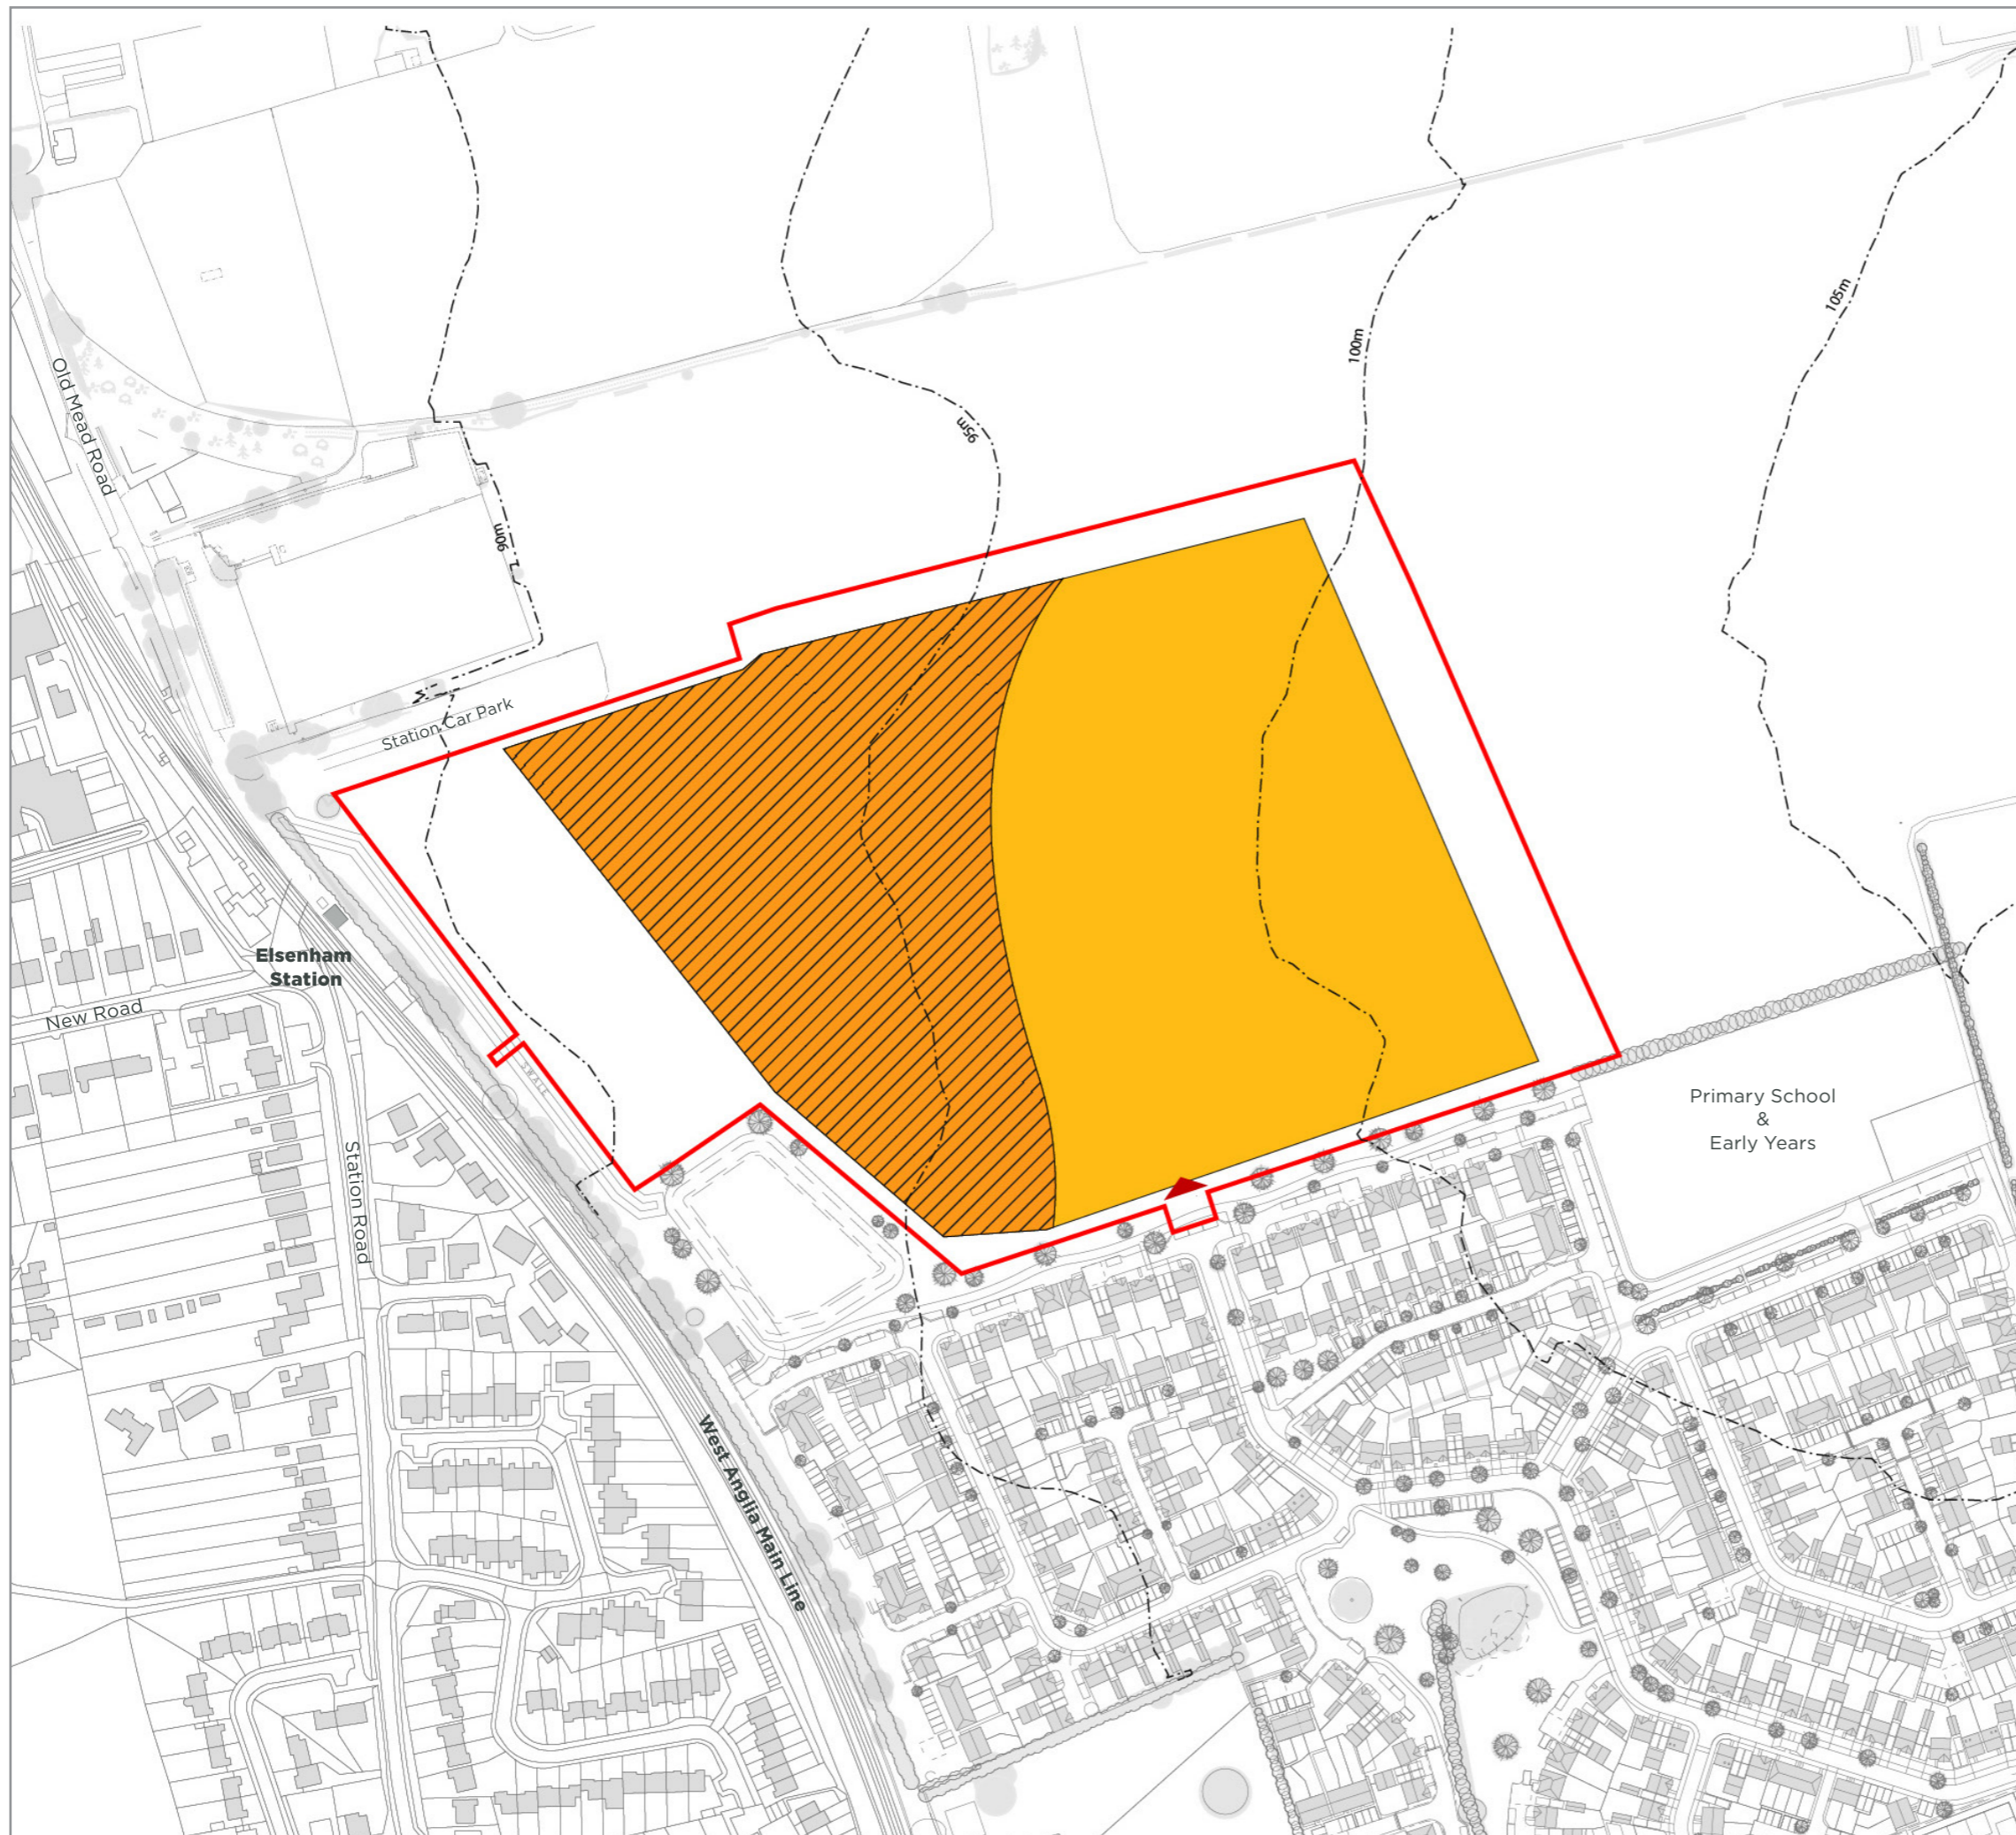 105m
100m
95m
Old Mead Road
90m
Station Car Park
Elsenham
Station
New Road
SWALE
Primary School
&
Early Years
Station Road
West Anglia Main Line